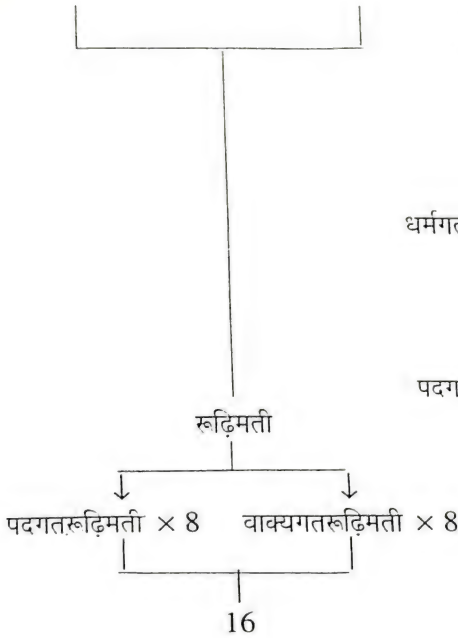 धर्मगत
पदग
रूढ़िमती
पदगतरूढ़िमती × 8 वाक्यगतरूढ़िमती × 8
16